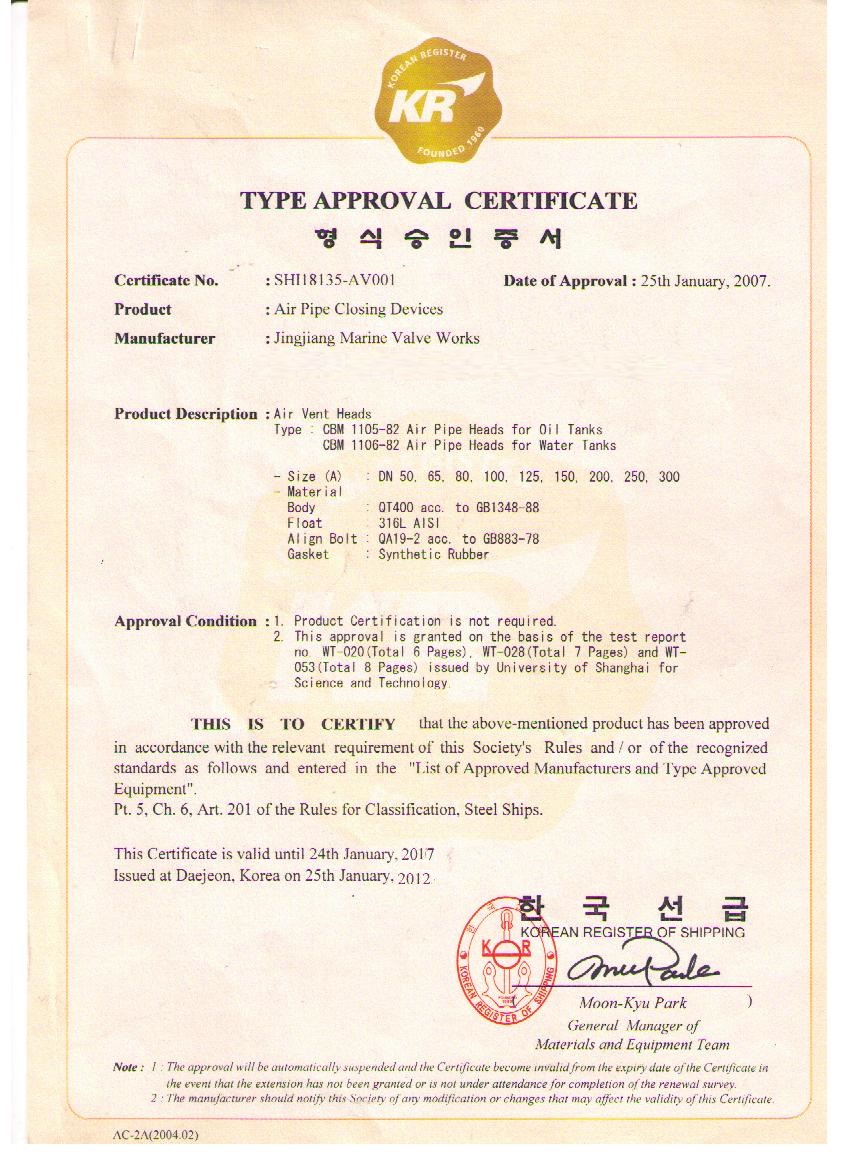 KOREAN REGISTER
KR
FOUNDED 1960
TYPE APPROVAL CERTIFICATE
형식승인증서
Certificate No. : SHI18135-AV001 Date of Approval : 25th January, 2007.
Product : Air Pipe Closing Devices
Manufacturer : Jingjiang Marine Valve Works
Product Description : Air Vent Heads
Type : CBM 1105-82 Air Pipe Heads for Oil Tanks
CBM 1106-82 Air Pipe Heads for Water Tanks
- Size (A) : DN 50, 65, 80, 100, 125, 150, 200, 250, 300
- Material
Body : QT400 acc. to GB1348-88
Float : 316L AISI
Align Bolt : QA19-2 acc. to GB883-78
Gasket : Synthetic Rubber
Approval Condition : 1. Product Certification is not required.
2. This approval is granted on the basis of the test report
no. WT-020(Total 6 Pages), WT-028(Total 7 Pages) and WT-
053(Total 8 Pages) issued by University of Shanghai for
Science and Technology.
THIS IS TO CERTIFY that the above-mentioned product has been approved
in accordance with the relevant requirement of this Society's Rules and / or of the recognized
standards as follows and entered in the "List of Approved Manufacturers and Type Approved
Equipment".
Pt. 5, Ch. 6, Art. 201 of the Rules for Classification, Steel Ships.
This Certificate is valid until 24th January, 2017
Issued at Daejeon, Korea on 25th January, 2012
한국선급
KOREAN REGISTER OF SHIPPING
K R
KOREAN REGISTER OF SHIPPING
( Moon-Kyu Park )
General Manager of
Materials and Equipment Team
Note : 1 : The approval will be automatically suspended and the Certificate become invalid from the expiry date of the Certificate in
the event that the extension has not been granted or is not under attendance for completion of the renewal survey.
2 : The manufacturer should notify this Society of any modification or changes that may affect the validity of this Certificate.
AC-2A(2004.02)